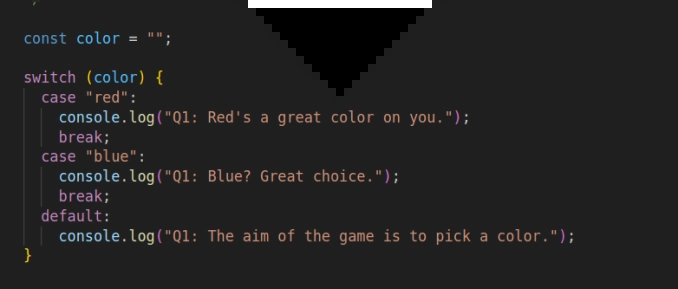 const color = "";
switch (color) {
case "red":
console.log("Q1: Red's a great color on you.");
break;
case "blue":
console.log("Q1: Blue? Great choice.");
break;
default:
console.log("Q1: The aim of the game is to pick a color.");
}